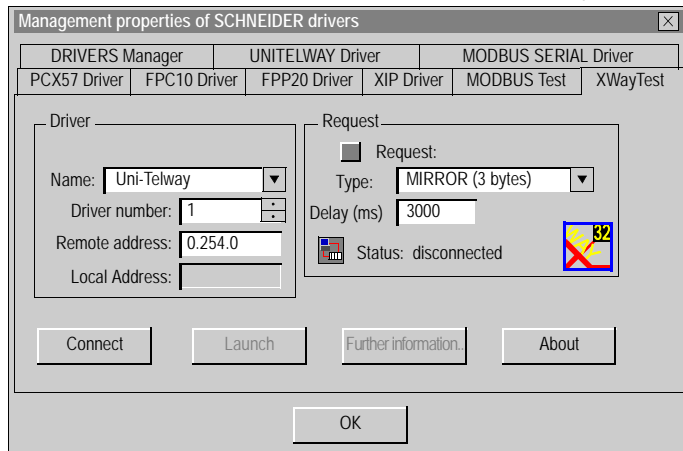 Management properties of SCHNEIDER drivers
DRIVERS Manager UNITELWAY Driver MODBUS SERIAL Driver
PCX57 Driver FPC10 Driver FPP20 Driver XIP Driver MODBUS Test XWayTest
Driver
Name: Uni-Telway
Driver number: 1
Remote address: 0.254.0
Local Address:
Request
Request:
Type: MIRROR (3 bytes)
Delay (ms) 3000
Status: disconnected
WAY 32
Connect Launch Further information.. About
OK